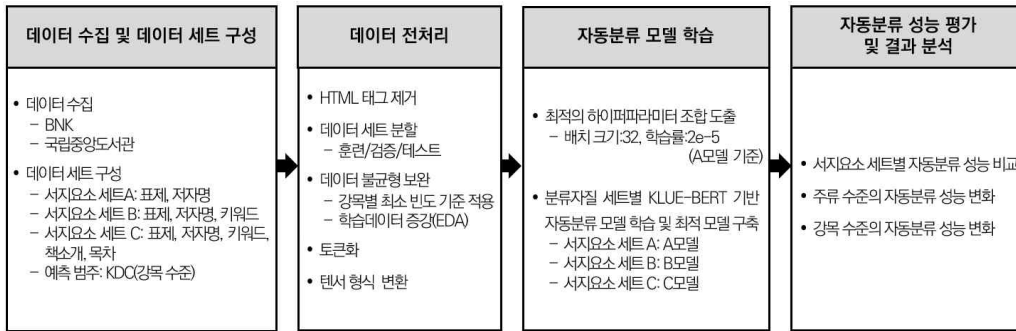 데이터 수집 및 데이터 세트 구성
• 데이터 수집
– BNK
– 국립중앙도서관
• 데이터 세트 구성
– 서지요소 세트A: 표제, 저자명
– 서지요소 세트 B: 표제, 저자명, 키워드
– 서지요소 세트 C: 표제, 저자명, 키워드,
책소개, 목차
– 예측 범주: KDC(강목 수준)
데이터 전처리
• HTML 태그 제거
• 데이터 세트 분할
– 훈련/검증/테스트
• 데이터 불균형 보완
– 강목별 최소 빈도 기준 적용
– 학습데이터 증강(EDA)
• 토큰화
• 텐서 형식 변환
자동분류 모델 학습
• 최적의 하이퍼파라미터 조합 도출
– 배치 크기:32, 학습률:2e-5
(A모델 기준)
• 분류자질 세트별 KLUE-BERT 기반
자동분류 모델 학습 및 최적 모델 구축
– 서지요소 세트 A: A모델
– 서지요소 세트 B: B모델
– 서지요소 세트 C: C모델
자동분류 성능 평가
및 결과 분석
• 서지요소 세트별 자동분류 성능 비교
• 주류 수준의 자동분류 성능 변화
• 강목 수준의 자동분류 성능 변화